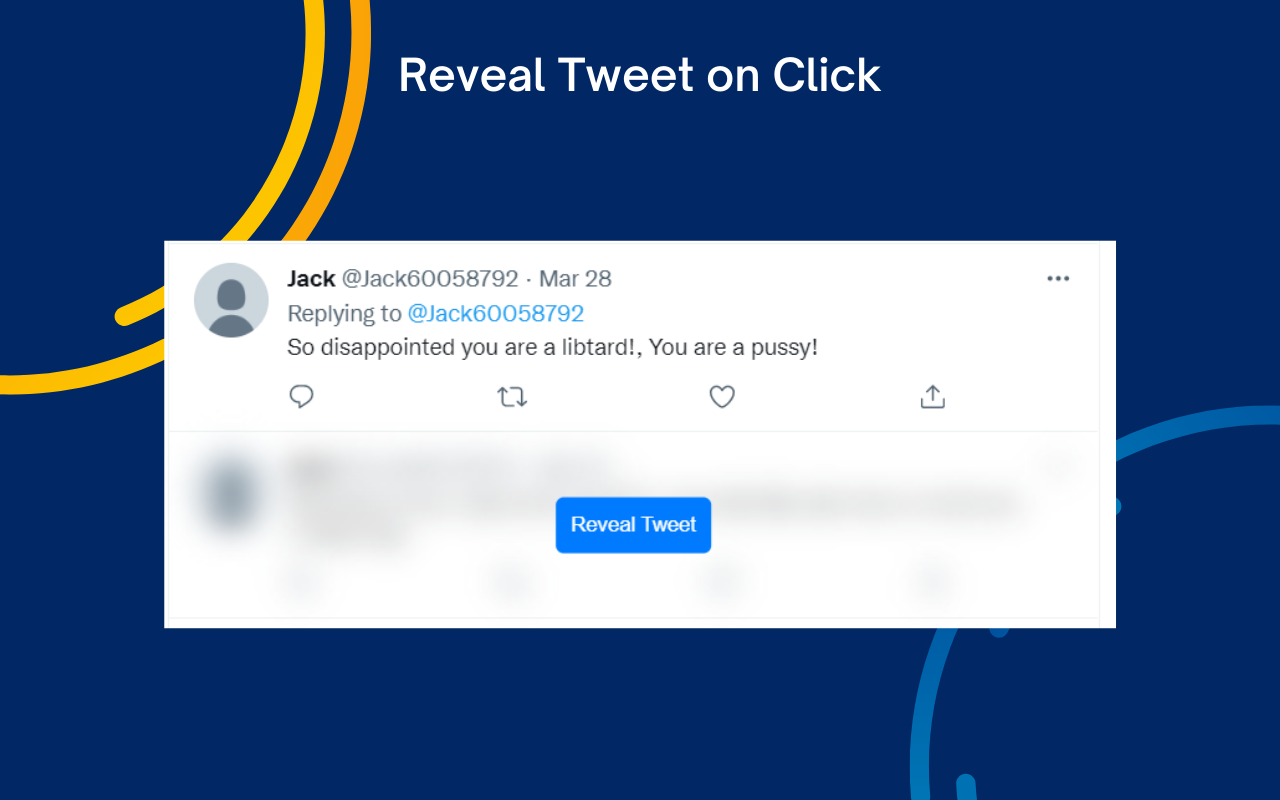 Reveal Tweet on Click
Jack @Jack60058792 · Mar 28
Replying to @Jack60058792
So disappointed you are a libtard!, You are a pussy!
Reveal Tweet